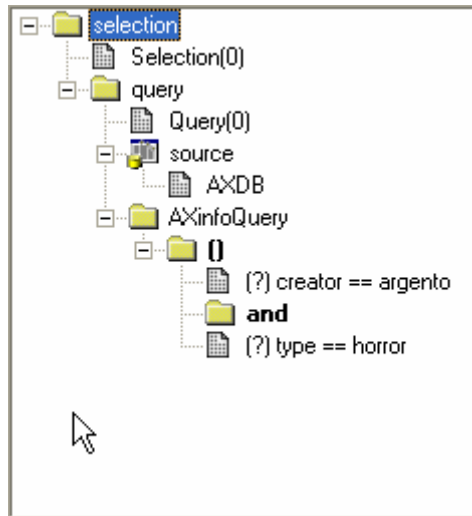 selection
Selection(0)
query
Query(0)
source
AXDB
AXinfoQuery
()
(?) creator == argento
and
(?) type == horror